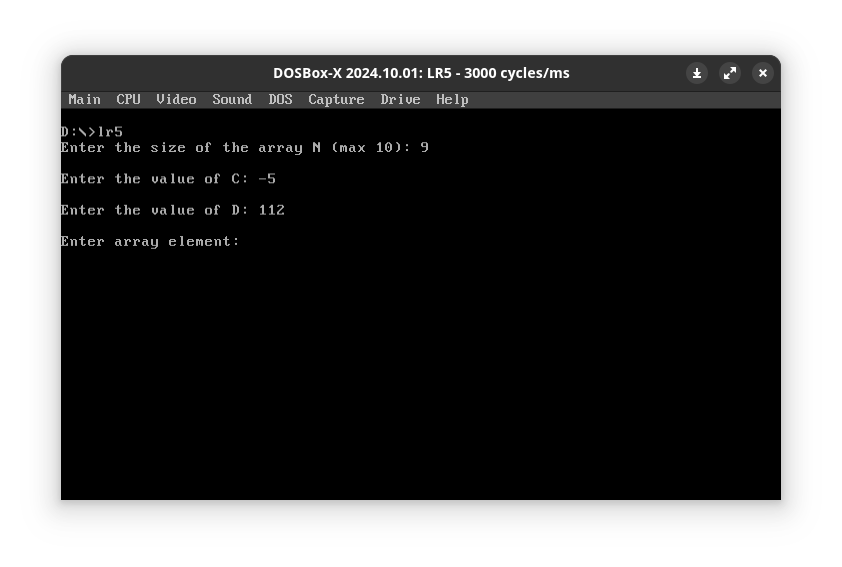 DOSBox-X 2024.10.01: LR5 - 3000 cycles/ms
Main CPU Video Sound DOS Capture Drive Help
D:\>lr5
Enter the size of the array N (max 10): 9
Enter the value of C: -5
Enter the value of D: 112
Enter array element: